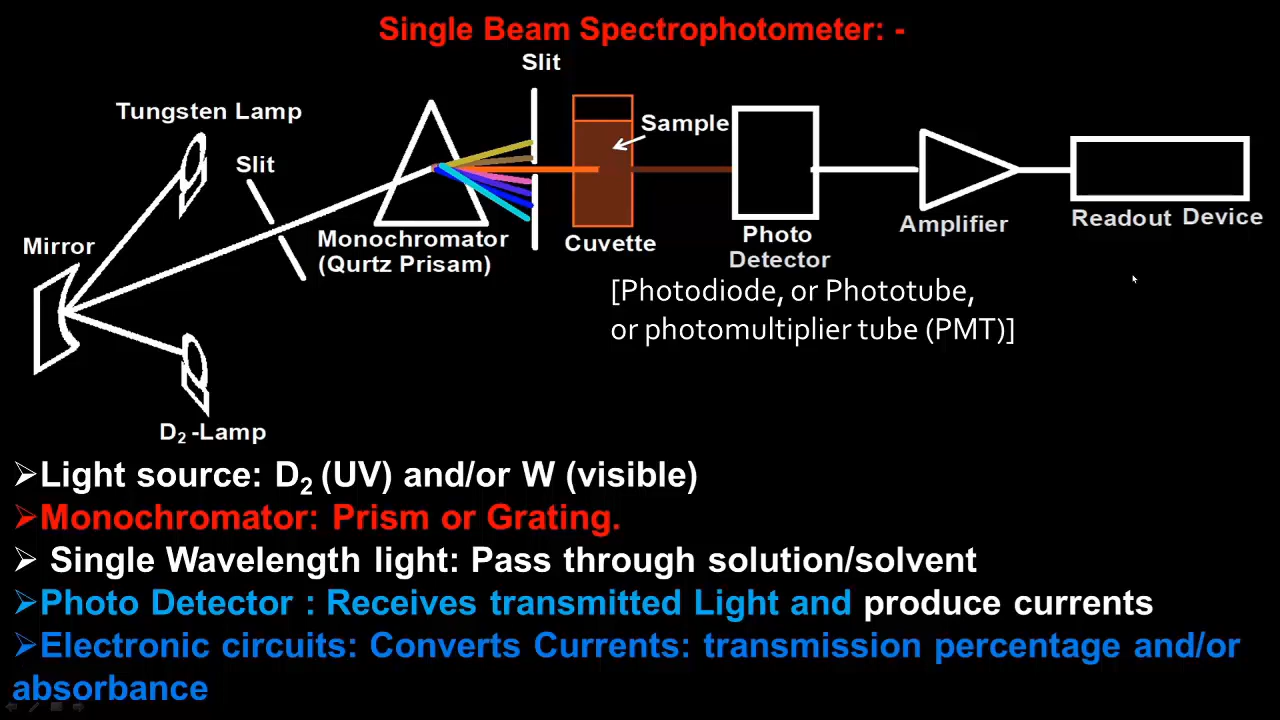 Single Beam Spectrophotometer: -
Slit
Tungsten Lamp
Sample
Slit
Mirror
Monochromator
(Qurtz Prisam)
Cuvette
Photo
Detector
Amplifier
Readout Device
[Photodiode, or Phototube,
or photomultiplier tube (PMT)]
D₂ -Lamp
➢Light source: D₂ (UV) and/or W (visible)
➢Monochromator: Prism or Grating.
➢ Single Wavelength light: Pass through solution/solvent
➢Photo Detector : Receives transmitted Light and produce currents
➢Electronic circuits: Converts Currents: transmission percentage and/or
absorbance